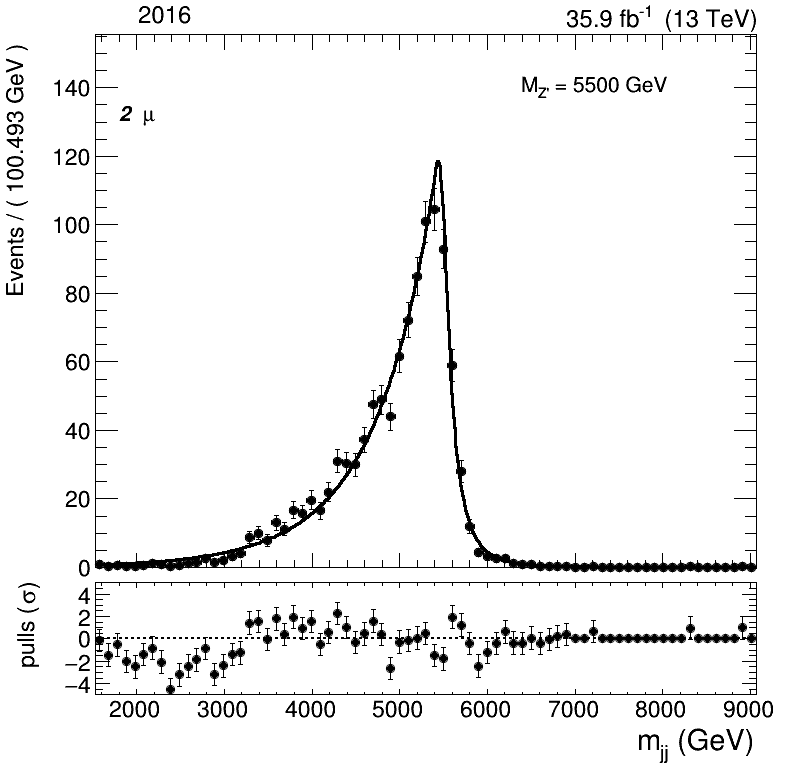 2016 35.9 fb⁻¹ (13 TeV)
Events / ( 100.493 GeV )
M_Z' = 5500 GeV
2 μ
140
120
100
80
60
40
20
0
pulls (σ)
4
2
0
−2
−4
2000 3000 4000 5000 6000 7000 8000 9000
m_jj (GeV)